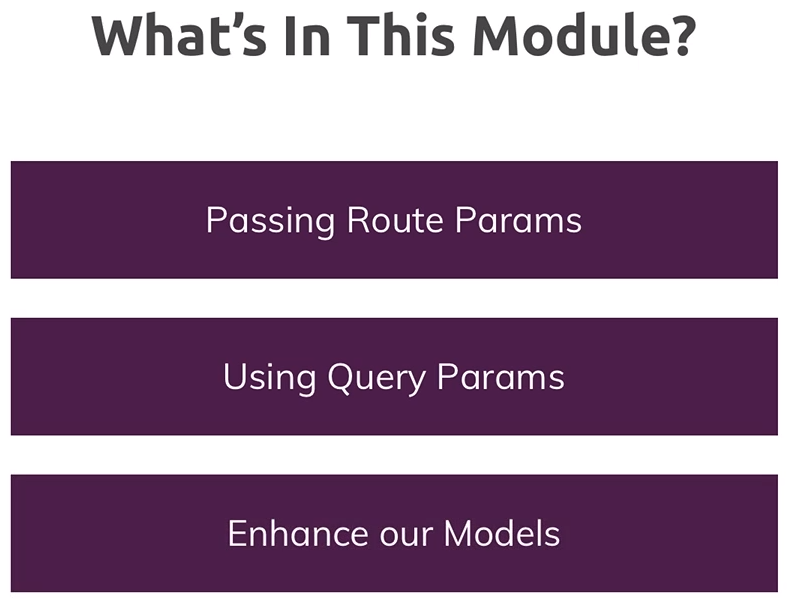 What’s In This Module?
Passing Route Params
Using Query Params
Enhance our Models